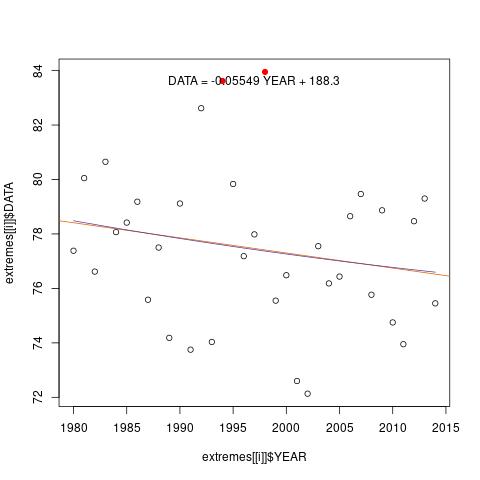 84
DATA = -0.05549 YEAR + 188.3
82
80
78
76
74
72
extremes[[i]]$DATA
1980 1985 1990 1995 2000 2005 2010 2015
extremes[[i]]$YEAR